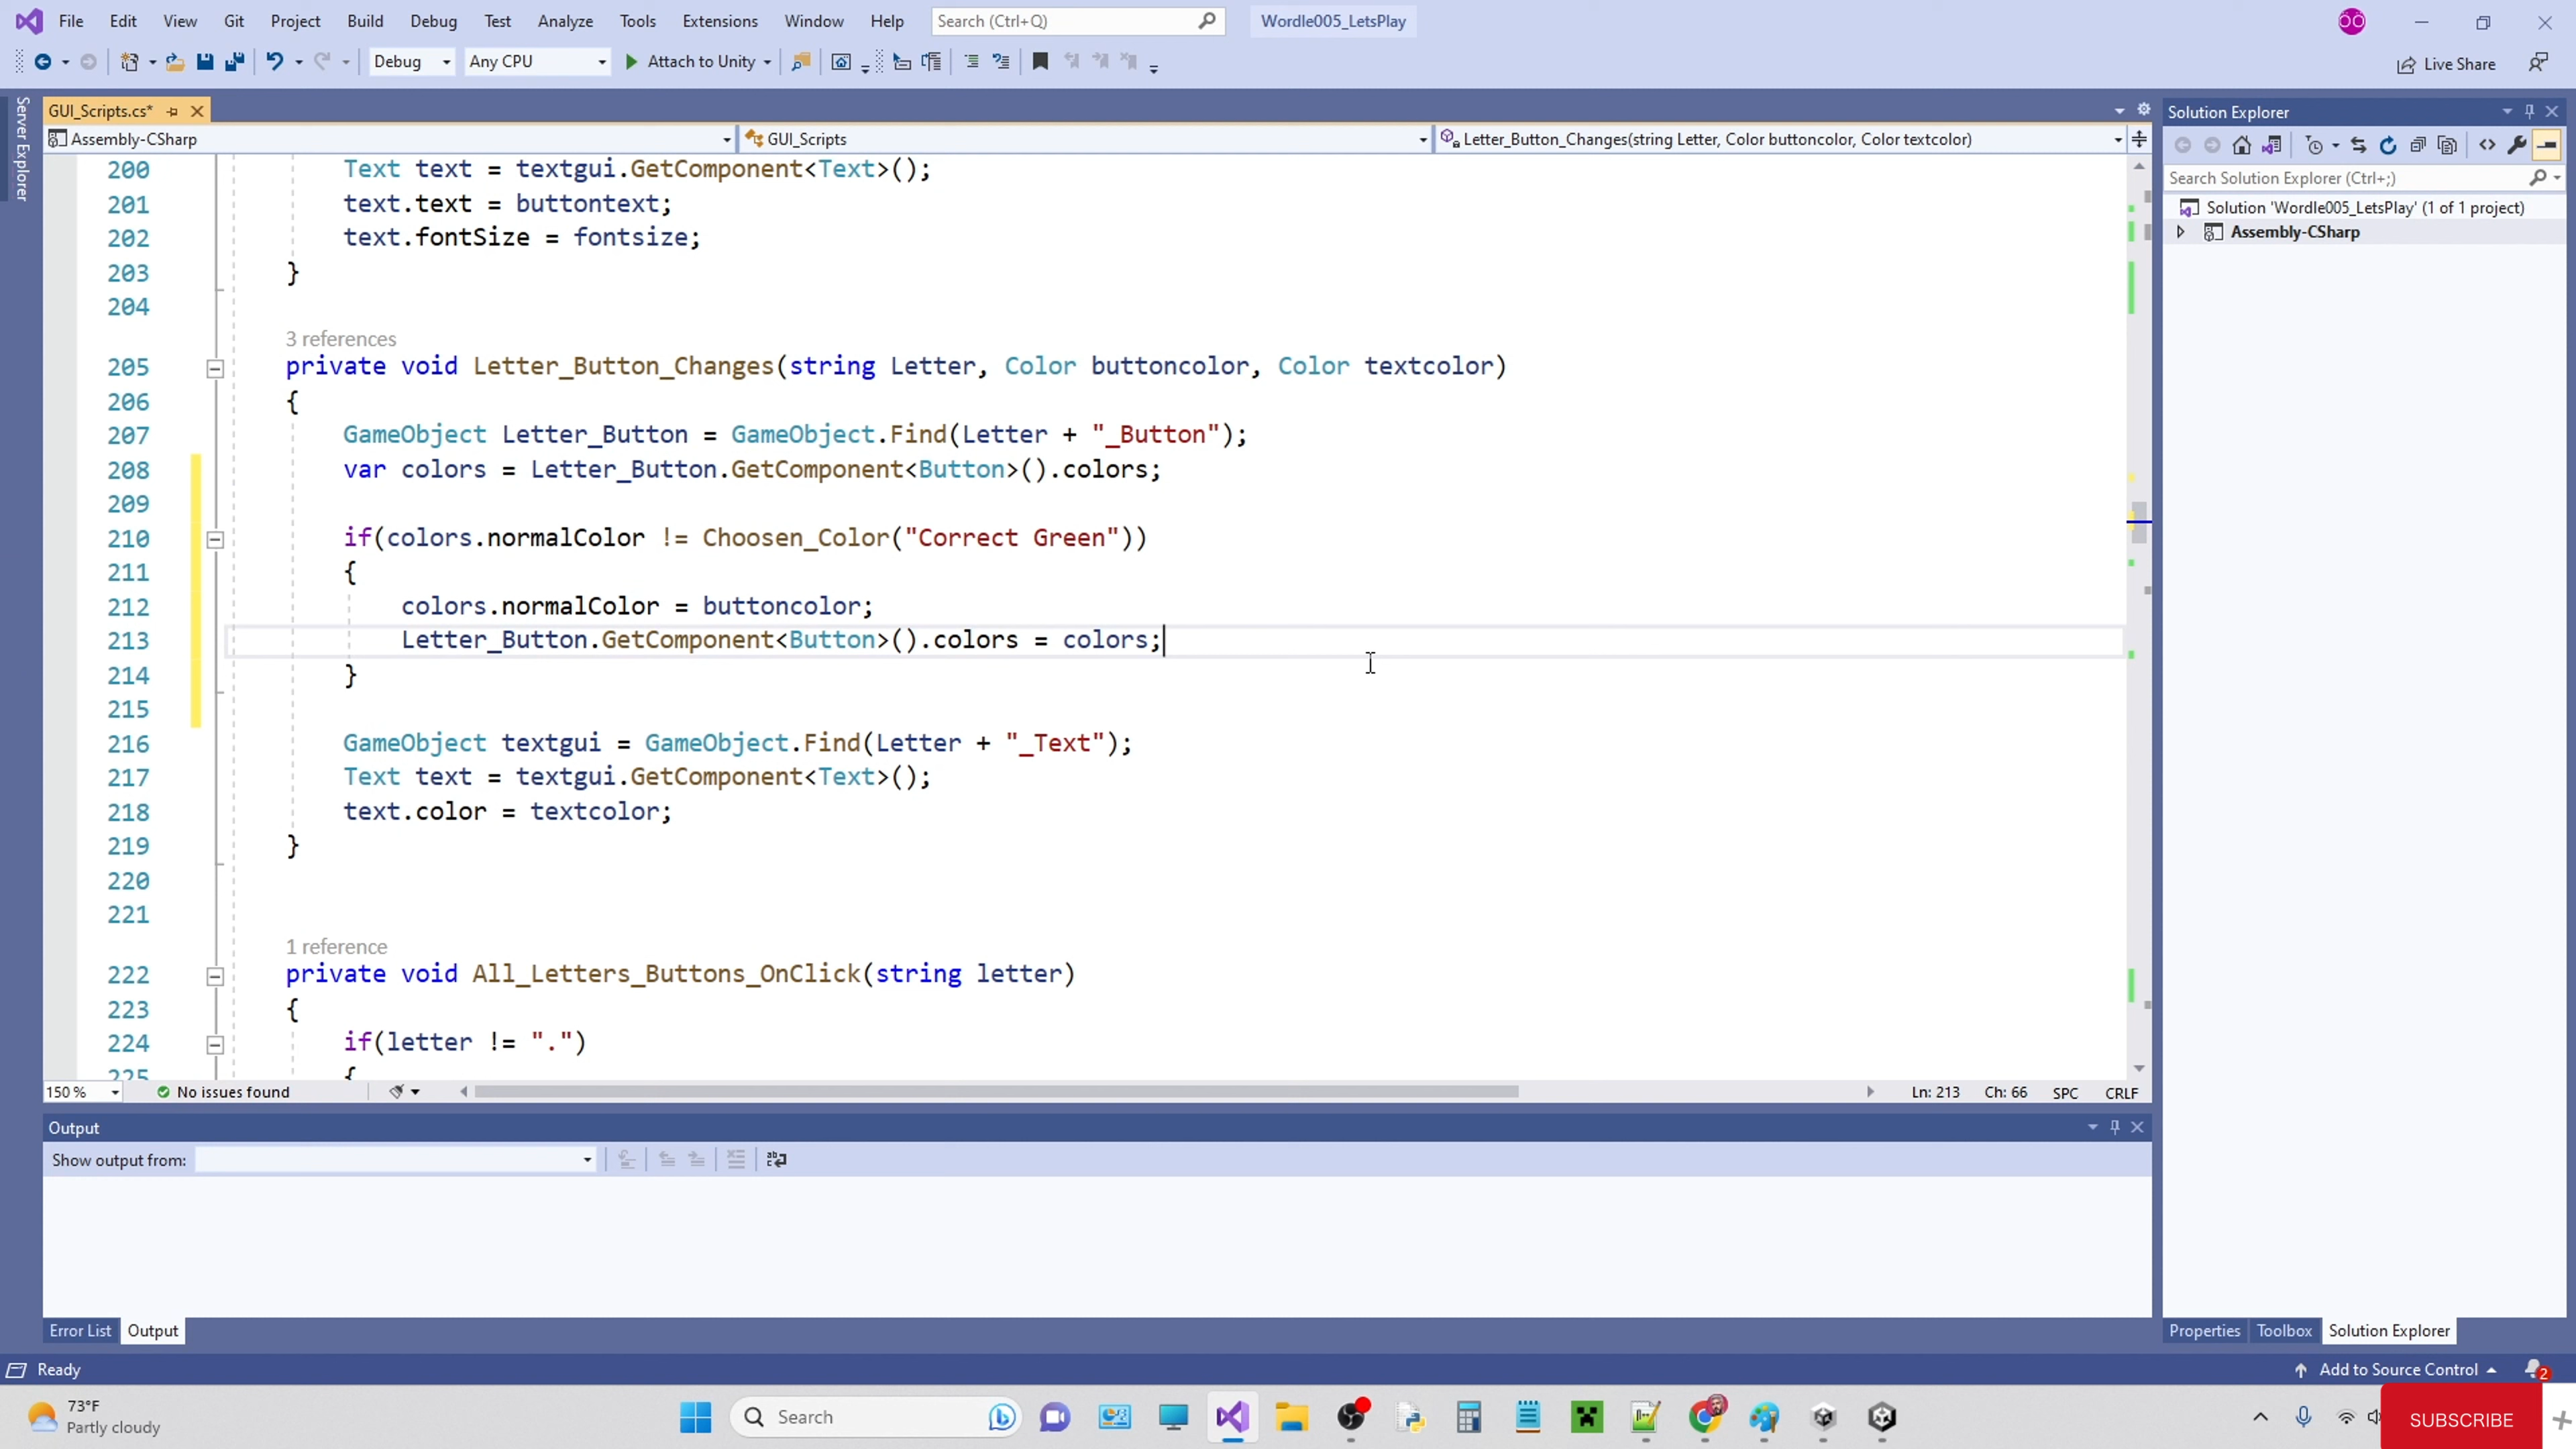 File Edit View Git Project Build Debug Test Analyze Tools Extensions Window Help Search (Ctrl+Q) Wordle005_LetsPlay
Debug Any CPU Attach to Unity Live Share
Server Explorer
GUI_Scripts.cs*
Assembly-CSharp GUI_Scripts Letter_Button_Changes(string Letter, Color buttoncolor, Color textcolor)
200 Text text = textgui.GetComponent<Text>();
201 text.text = buttontext;
202 text.fontSize = fontsize;
203 }
204
3 references
205 private void Letter_Button_Changes(string Letter, Color buttoncolor, Color textcolor)
206 {
207 GameObject Letter_Button = GameObject.Find(Letter + "_Button");
208 var colors = Letter_Button.GetComponent<Button>().colors;
209
210 if(colors.normalColor != Choosen_Color("Correct Green"))
211 {
212 colors.normalColor = buttoncolor;
213 Letter_Button.GetComponent<Button>().colors = colors;
214 }
215
216 GameObject textgui = GameObject.Find(Letter + "_Text");
217 Text text = textgui.GetComponent<Text>();
218 text.color = textcolor;
219 }
220
221
1 reference
222 private void All_Letters_Buttons_OnClick(string letter)
223 {
224 if(letter != ".")
225 {
150 % No issues found Ln: 213 Ch: 66 SPC CRLF
Output
Show output from:
Error List Output
Solution Explorer
Search Solution Explorer (Ctrl+;)
Solution 'Wordle005_LetsPlay' (1 of 1 project)
Assembly-CSharp
Properties Toolbox Solution Explorer
Ready Add to Source Control 2
73°F
Partly cloudy
Search
SUBSCRIBE